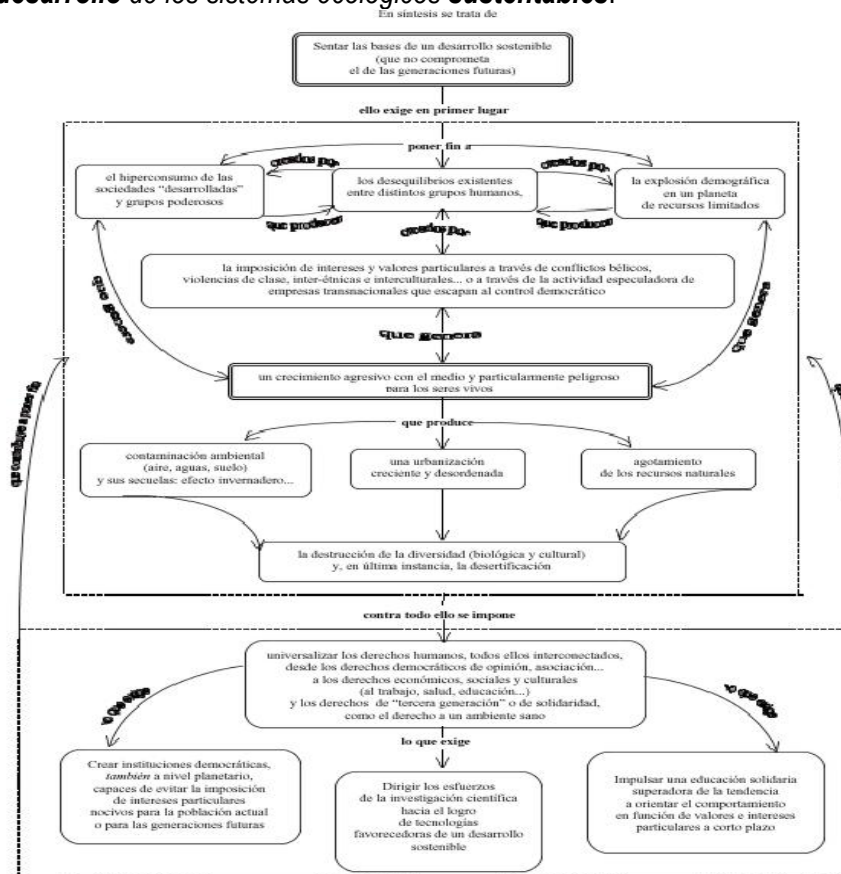 desarrollo de los sistemas ecológicos sustentables.
En síntesis se trata de
Sentar las bases de un desarrollo sostenible
(que no comprometa
el de las generaciones futuras)
ello exige en primer lugar
poner fin a
creados por
creados por
el hiperconsumo de las
sociedades “desarrolladas”
y grupos poderosos
los desequilibrios existentes
entre distintos grupos humanos,
la explosión demográfica
en un planeta
de recursos limitados
que producen
creados por
que producen
la imposición de intereses y valores particulares a través de conflictos bélicos,
violencias de clase, inter-étnicas e interculturales... o a través de la actividad especuladora de
empresas transnacionales que escapan al control democrático
que genera
que genera
que genera
un crecimiento agresivo con el medio y particularmente peligroso
para los seres vivos
que contribuye a poner fin
que produce
contaminación ambiental
(aire, aguas, suelo)
y sus secuelas: efecto invernadero...
una urbanización
creciente y desordenada
agotamiento
de los recursos naturales
la destrucción de la diversidad (biológica y cultural)
y, en última instancia, la desertificación
contra todo ello se impone
universalizar los derechos humanos, todos ellos interconectados,
desde los derechos democráticos de opinión, asociación...
a los derechos económicos, sociales y culturales
(al trabajo, salud, educación...)
y los derechos de “tercera generación” o de solidaridad,
como el derecho a un ambiente sano
lo que exige
lo que exige
lo que exige
Crear instituciones democráticas,
también a nivel planetario,
capaces de evitar la imposición
de intereses particulares
nocivos para la población actual
o para las generaciones futuras
Dirigir los esfuerzos
de la investigación científica
hacia el logro
de tecnologías
favorecedoras de un desarrollo
sostenible
Impulsar una educación solidaria
superadora de la tendencia
a orientar el comportamiento
en función de valores e intereses
particulares a corto plazo